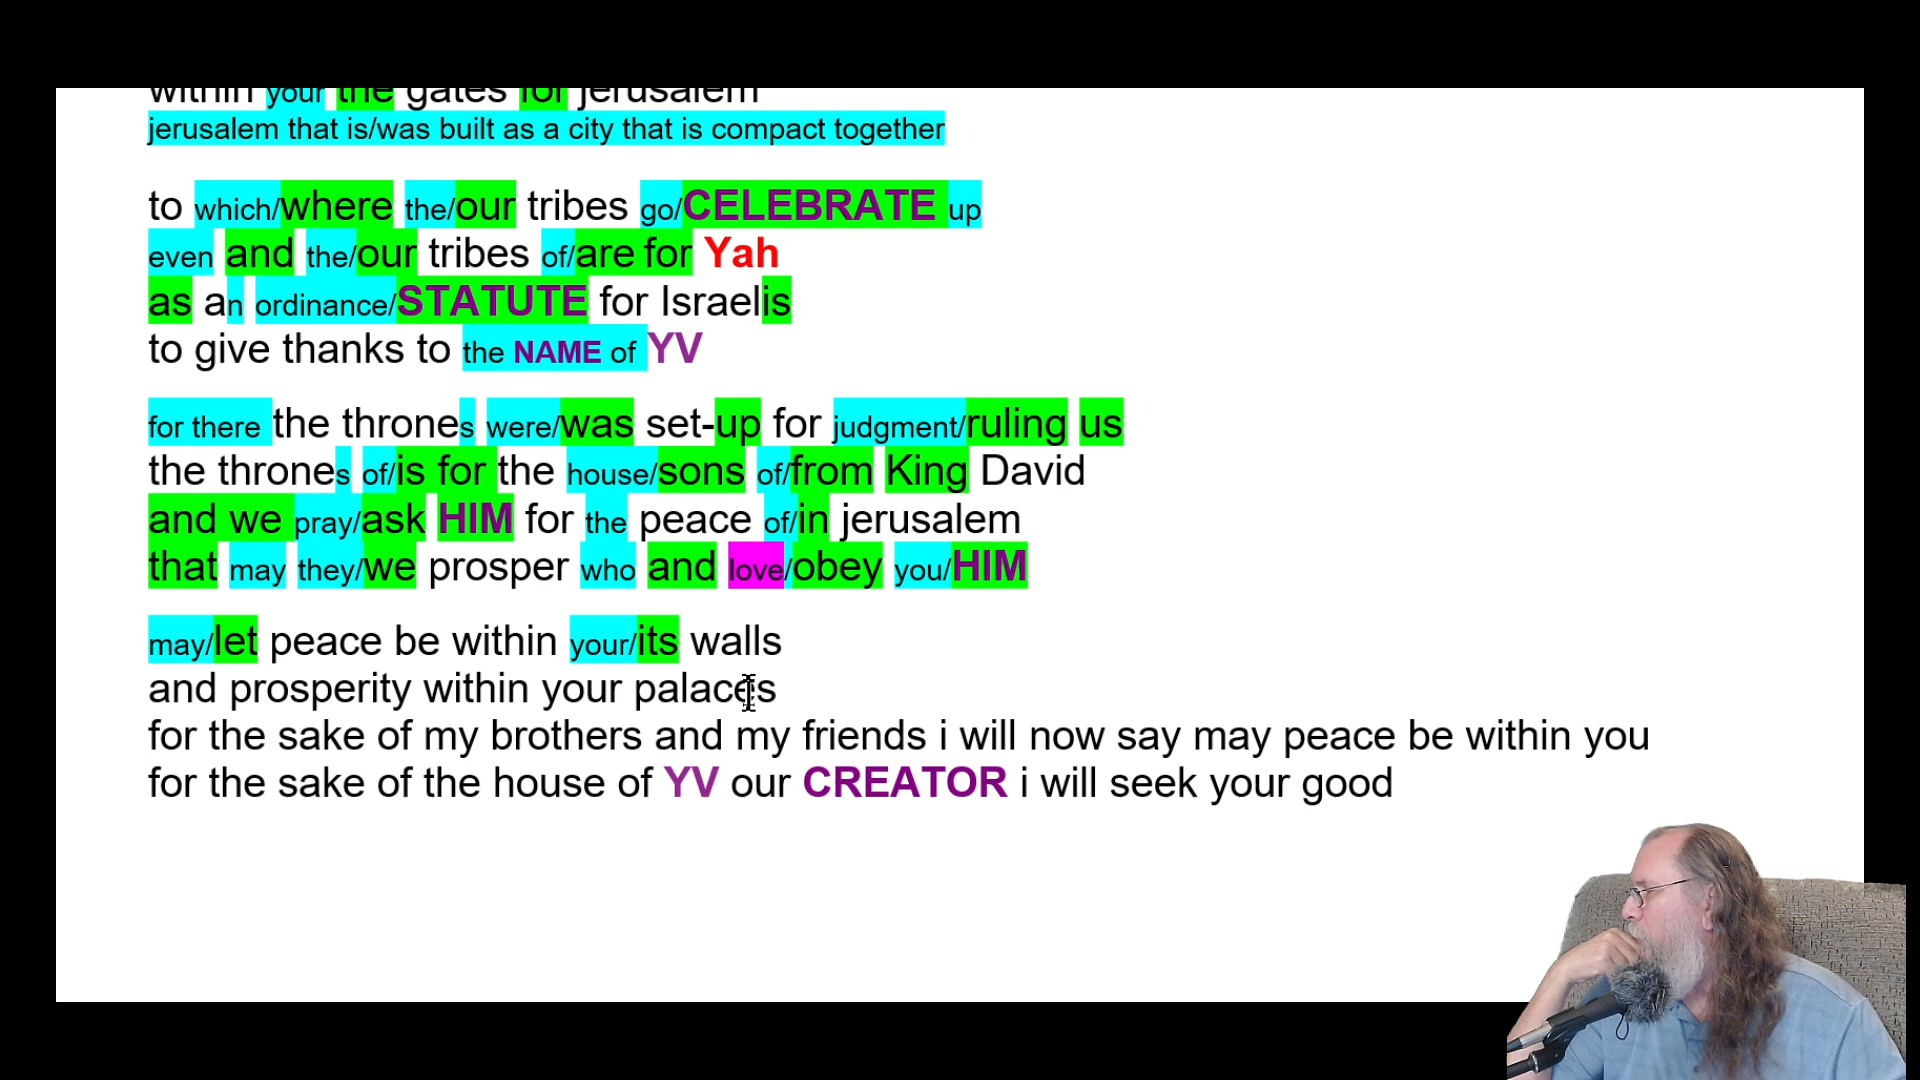 within your the gates for jerusalem
jerusalem that is/was built as a city that is compact together
to which/where the/our tribes go/CELEBRATE up
even and the/our tribes of/are for Yah
as an ordinance/STATUTE for Israelis
to give thanks to the NAME of YV
for there the thrones were/was set-up for judgment/ruling us
the thrones of/is for the house/sons of/from King David
and we pray/ask HIM for the peace of/in jerusalem
that may they/we prosper who and love/obey you/HIM
may/let peace be within your/its walls
and prosperity within your palaces
for the sake of my brothers and my friends i will now say may peace be within you
for the sake of the house of YV our CREATOR i will seek your good